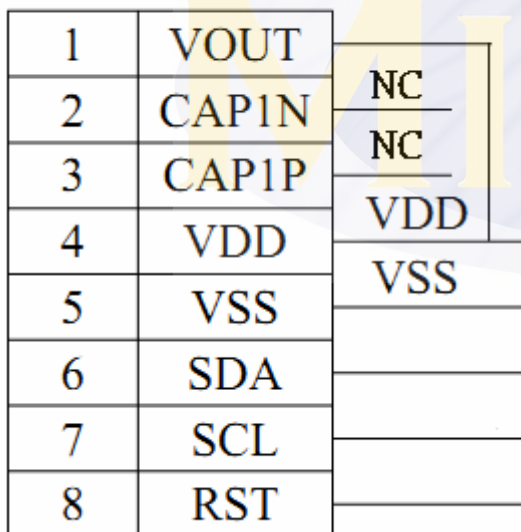 1 VOUT
2 CAP1N NC
3 CAP1P NC
4 VDD VDD
5 VSS VSS
6 SDA
7 SCL
8 RST
MI